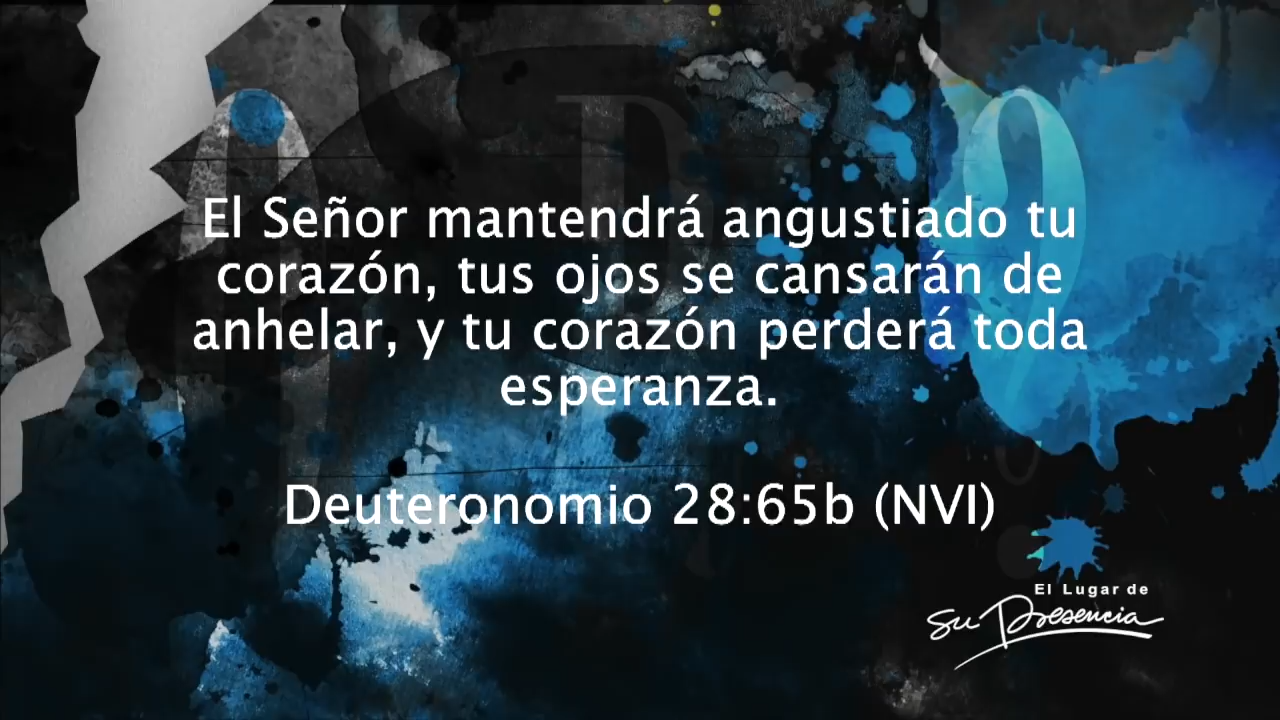 El Señor mantendrá angustiado tu
corazón, tus ojos se cansarán de
anhelar, y tu corazón perderá toda
esperanza.
Deuteronomio 28:65b (NVI)
El Lugar de
Su Presencia